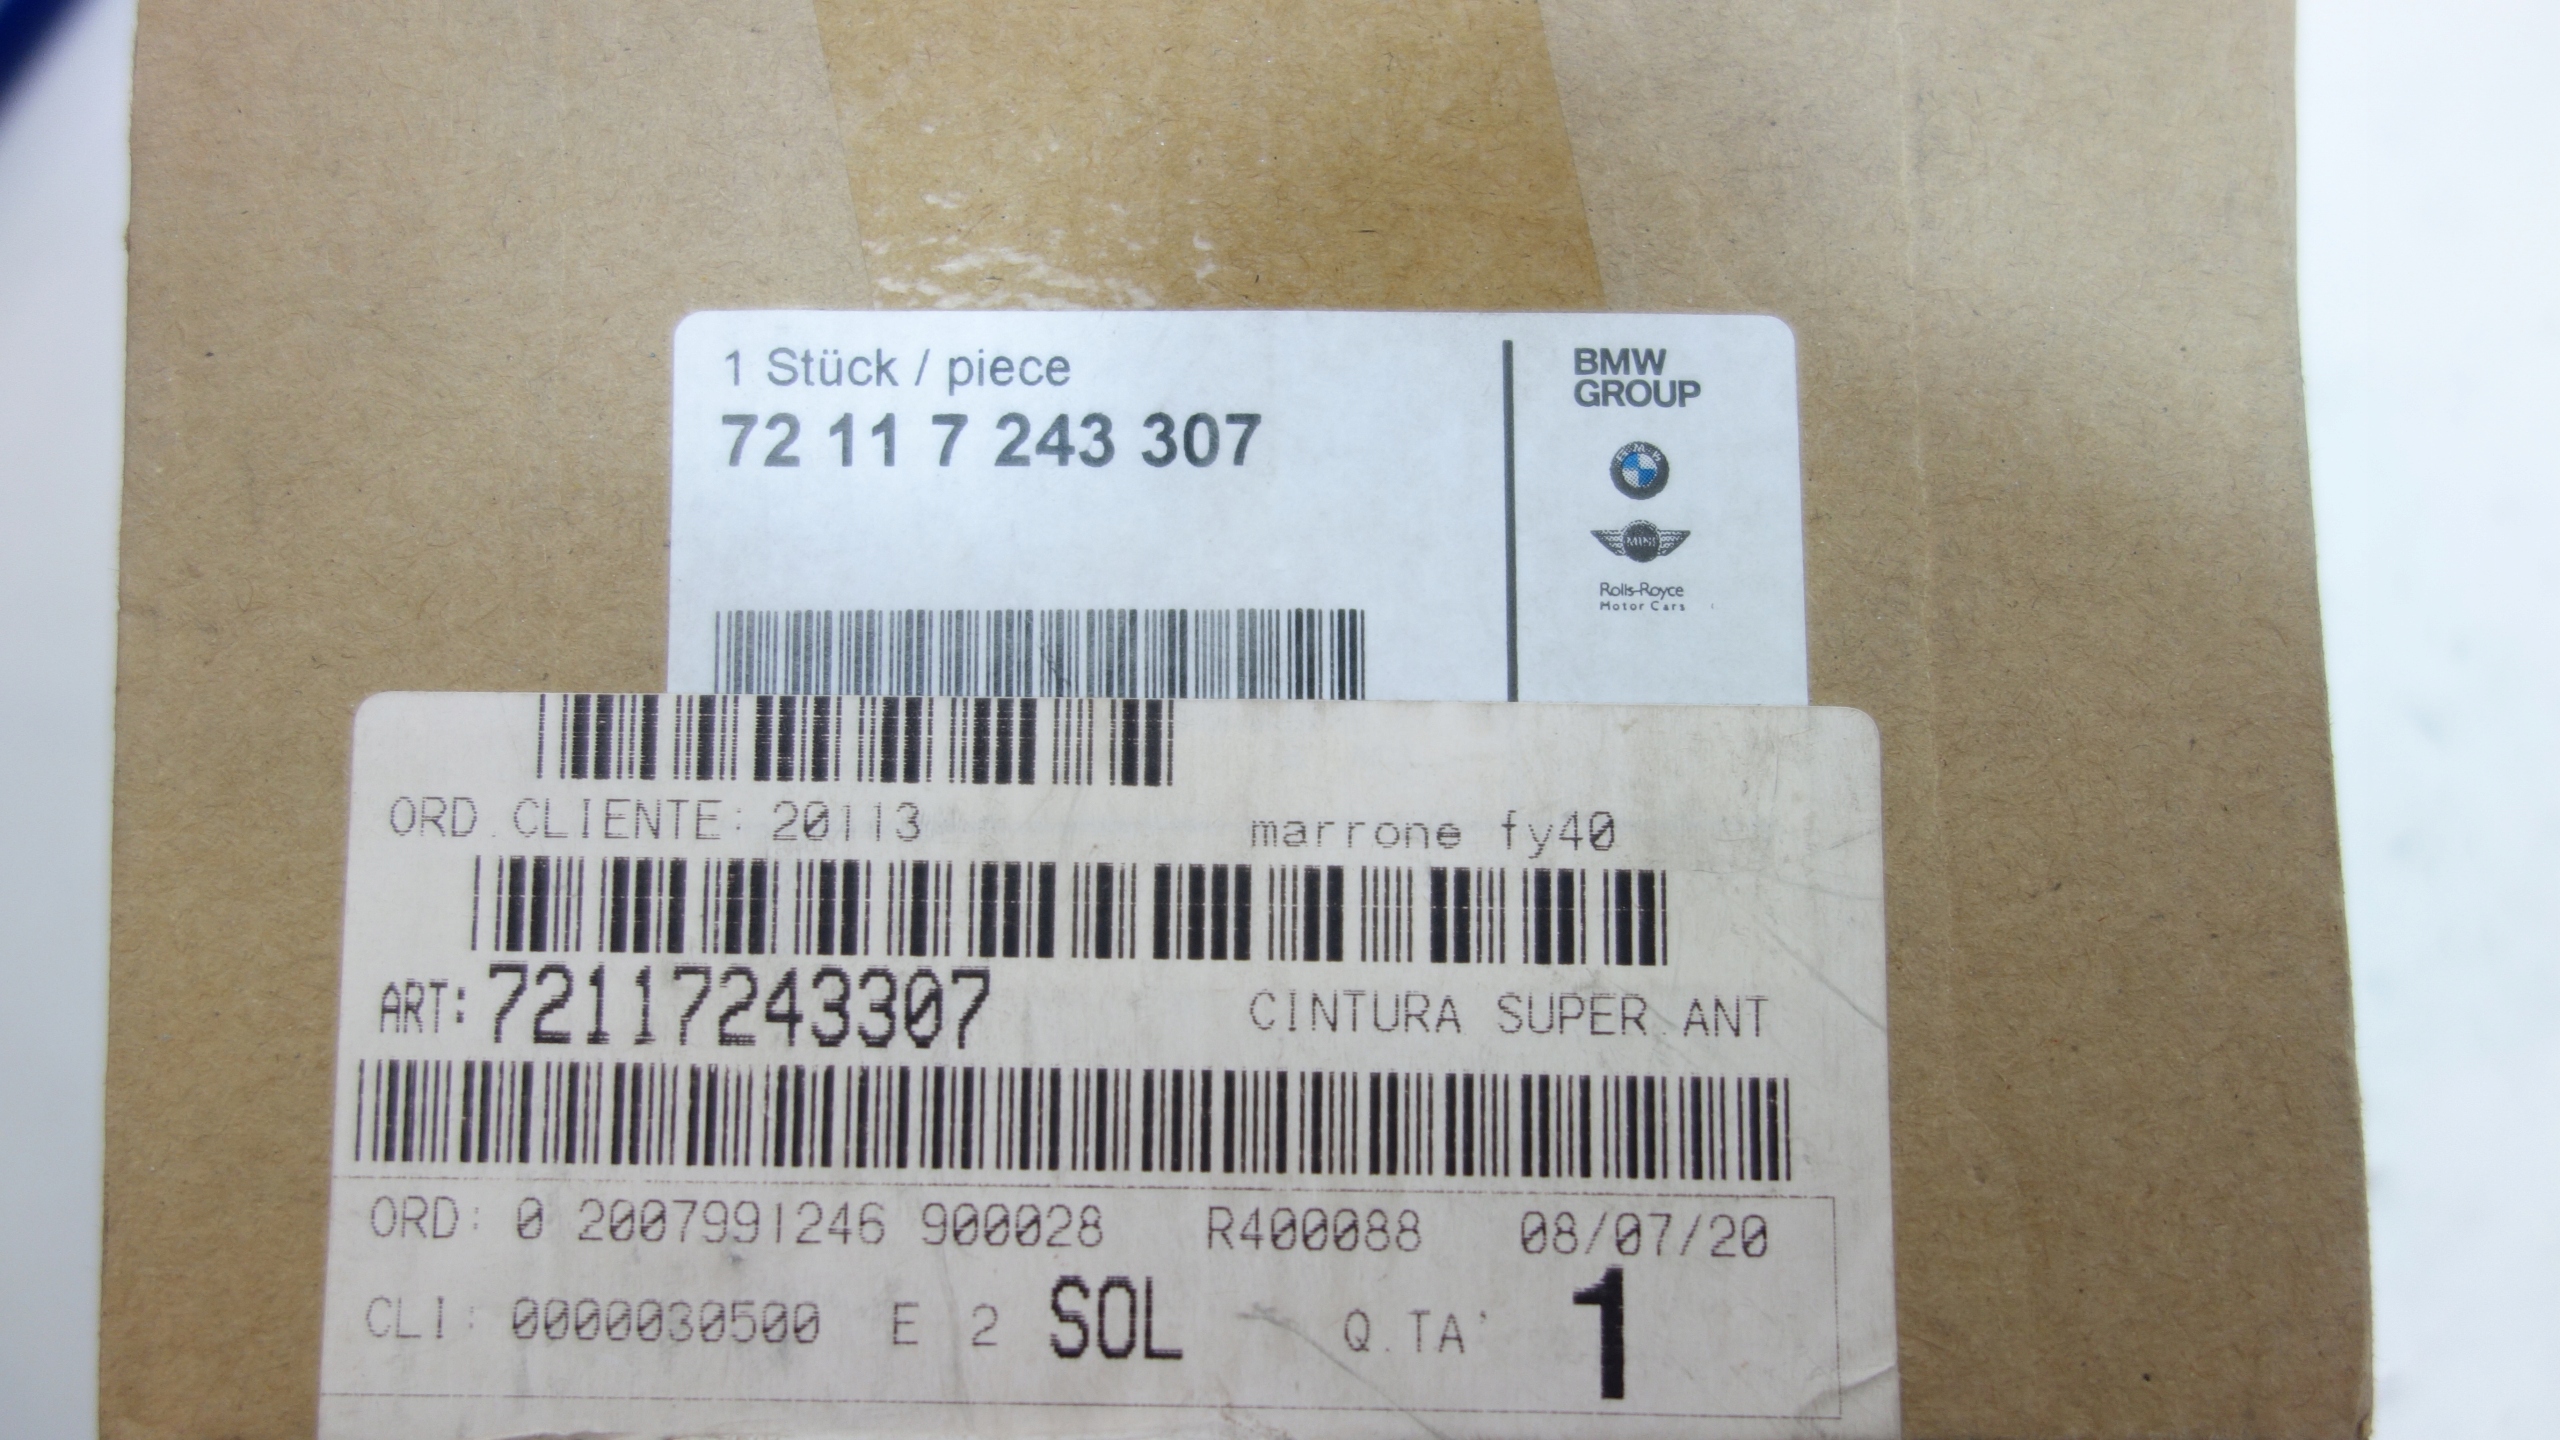 1 Stück / piece
72 11 7 243 307
BMW
GROUP
BMW
MINI
Rolls-Royce
Motor Cars
ORD.CLIENTE: 20113 marrone fy40
ART: 72117243307 CINTURA SUPER.ANT
ORD: 0 2007991246 900028 R400088 08/07/20
CLI: 0000030500 E 2 SOL Q.TA' 1